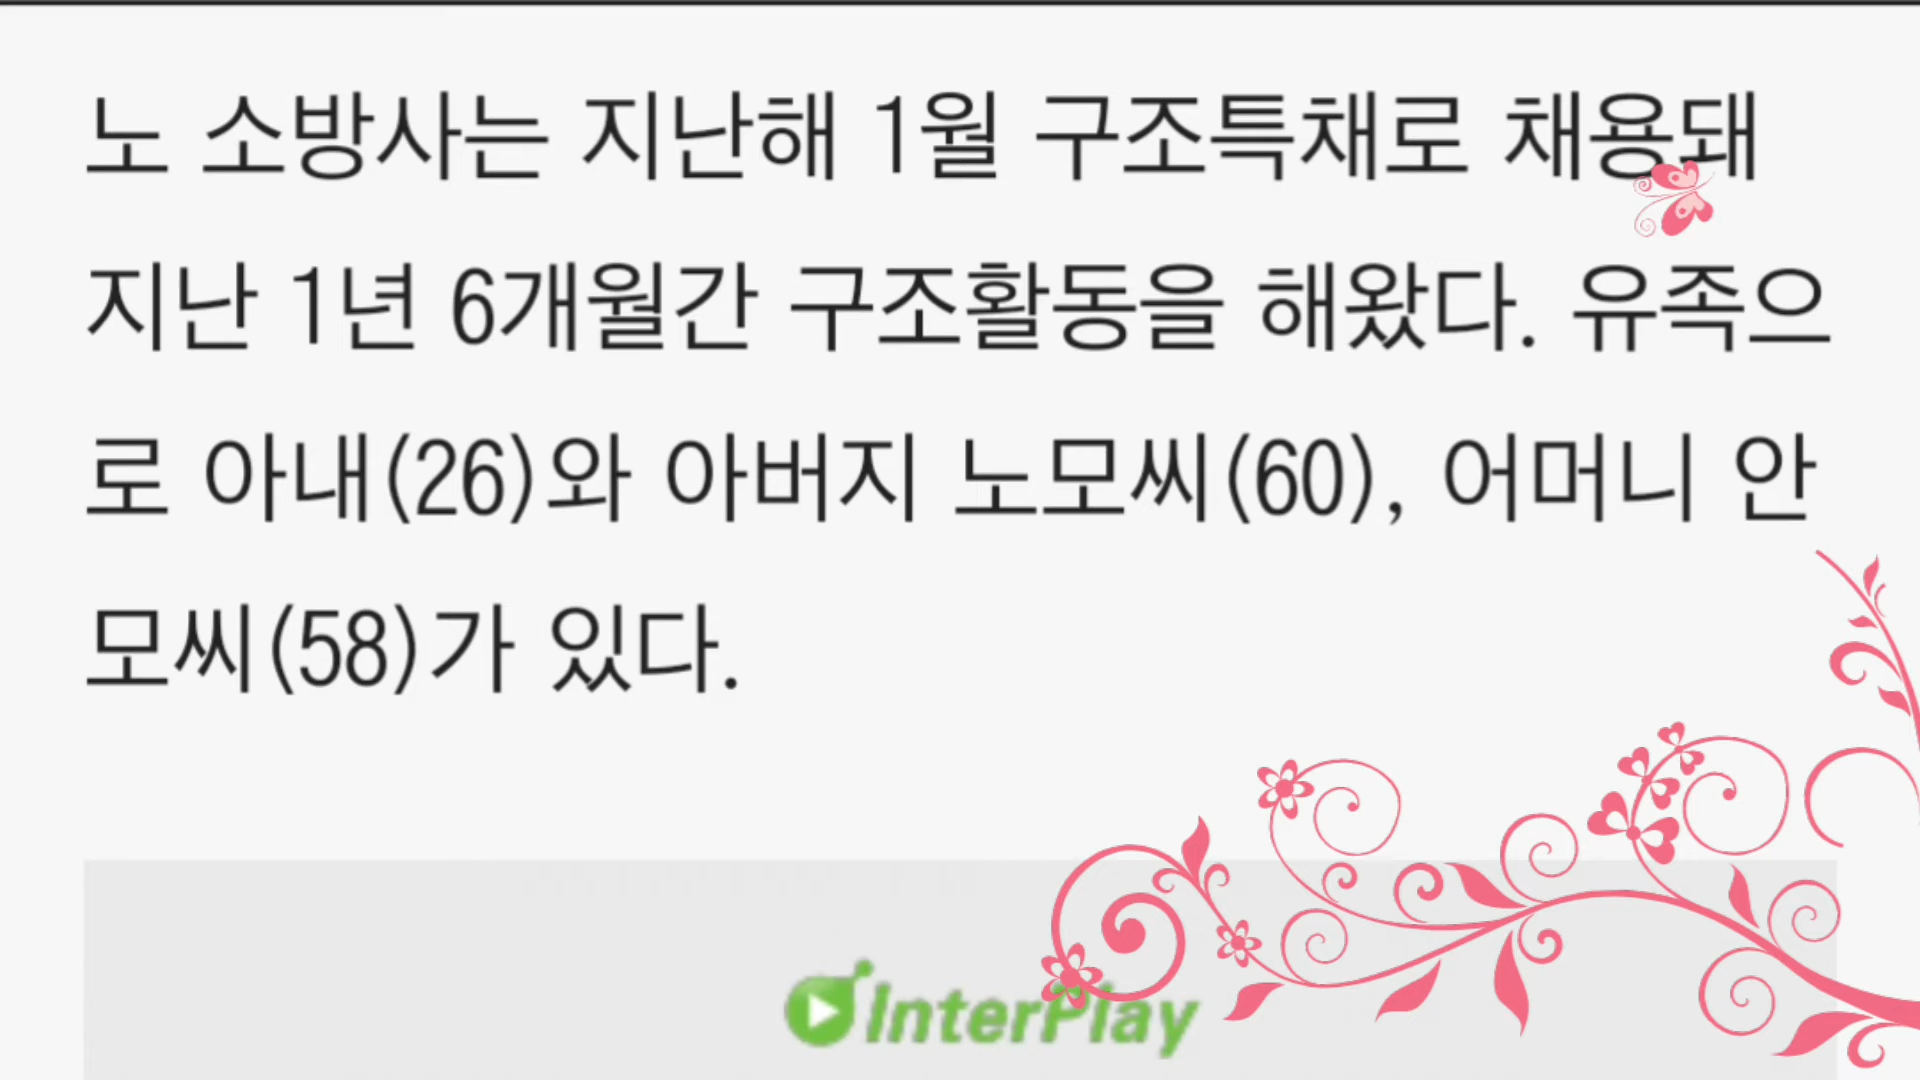 노 소방사는 지난해 1월 구조특채로 채용돼
지난 1년 6개월간 구조활동을 해왔다. 유족으
로 아내(26)와 아버지 노모씨(60), 어머니 안
모씨(58)가 있다.
InterPlay